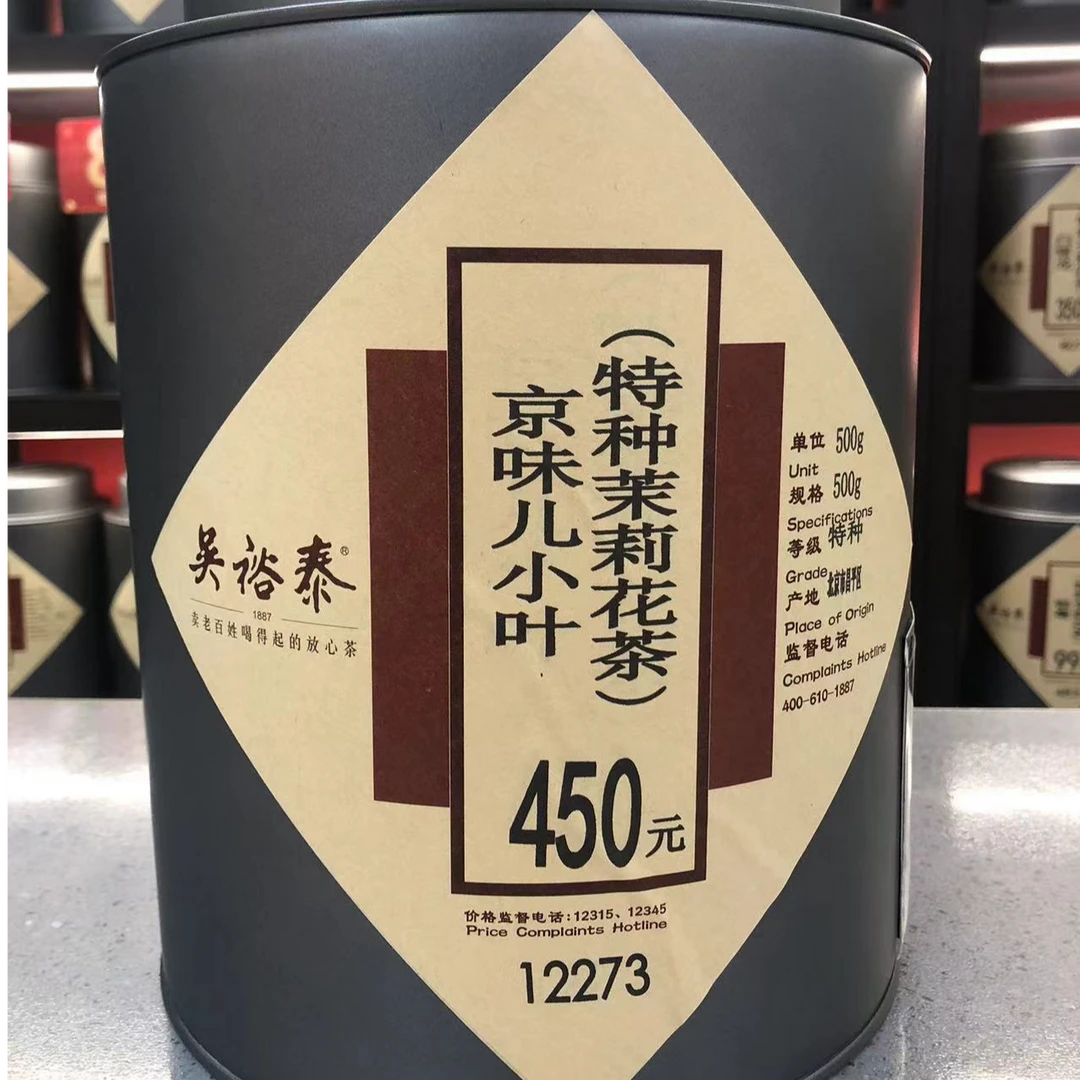 （特种茉莉花茶）
京味儿小叶
450元
吴裕泰®
1887
卖老百姓喝得起的放心茶
单位 500g
Unit
规格 500g
Specifications
等级 特种
Grade
产地 北京市昌平区
Place of Origin
监督电话
Complaints Hotline
400-610-1887
价格监督电话:12315、12345
Price Complaints Hotline
12273
350
99